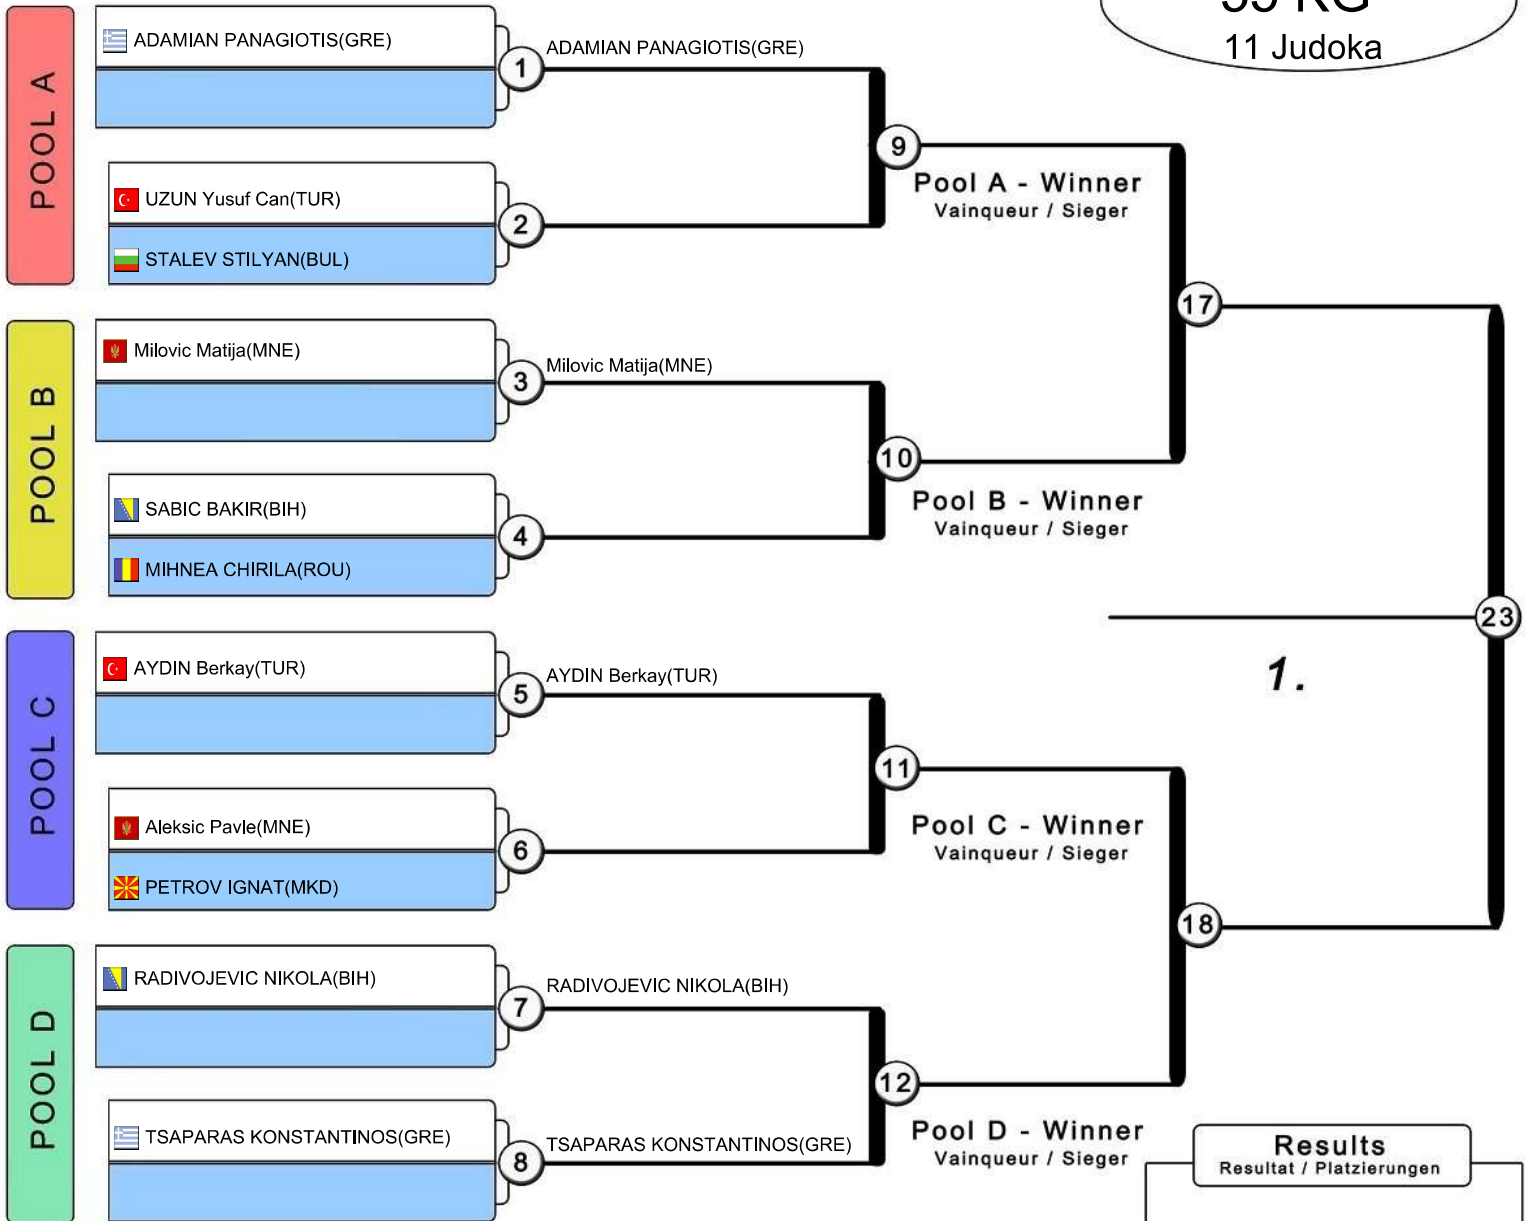 55 KG
11 Judoka
POOL A
ADAMIAN PANAGIOTIS(GRE)
1
ADAMIAN PANAGIOTIS(GRE)
UZUN Yusuf Can(TUR)
STALEV STILYAN(BUL)
2
9
Pool A - Winner
Vainqueur / Sieger
17
POOL B
Milovic Matija(MNE)
3
Milovic Matija(MNE)
SABIC BAKIR(BIH)
MIHNEA CHIRILA(ROU)
4
10
Pool B - Winner
Vainqueur / Sieger
23
1.
POOL C
AYDIN Berkay(TUR)
5
AYDIN Berkay(TUR)
Aleksic Pavle(MNE)
PETROV IGNAT(MKD)
6
11
Pool C - Winner
Vainqueur / Sieger
18
POOL D
RADIVOJEVIC NIKOLA(BIH)
7
RADIVOJEVIC NIKOLA(BIH)
TSAPARAS KONSTANTINOS(GRE)
8
TSAPARAS KONSTANTINOS(GRE)
12
Pool D - Winner
Vainqueur / Sieger
Results
Resultat / Platzierungen